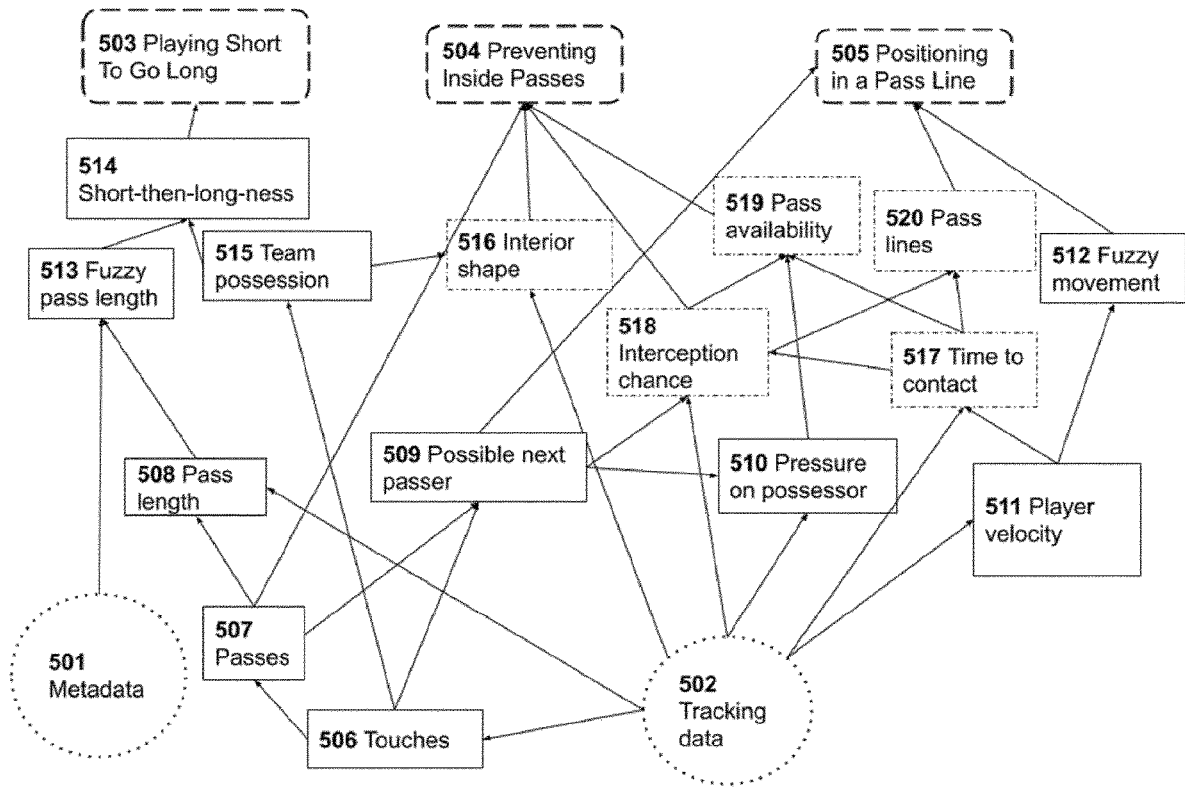 503 Playing Short
To Go Long
504 Preventing
Inside Passes
505 Positioning
in a Pass Line
514
Short-then-long-ness
519 Pass
availability
520 Pass
lines
516 Interior
shape
515 Team
possession
512 Fuzzy
movement
513 Fuzzy
pass length
518
Interception
chance
517 Time to
contact
509 Possible next
passer
510 Pressure
on possessor
508 Pass
length
511 Player
velocity
507
Passes
501
Metadata
502
Tracking
data
506 Touches